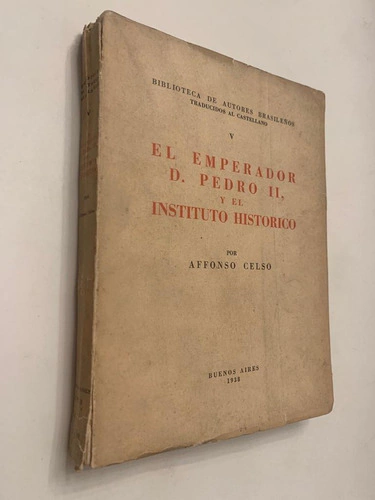 BIBLIOTECA DE AUTORES BRASILEÑOS
TRADUCIDOS AL CASTELLANO
V
EL EMPERADOR
D. PEDRO II,
Y EL
INSTITUTO HISTORICO
POR
AFFONSO CELSO
BUENOS AIRES
1938